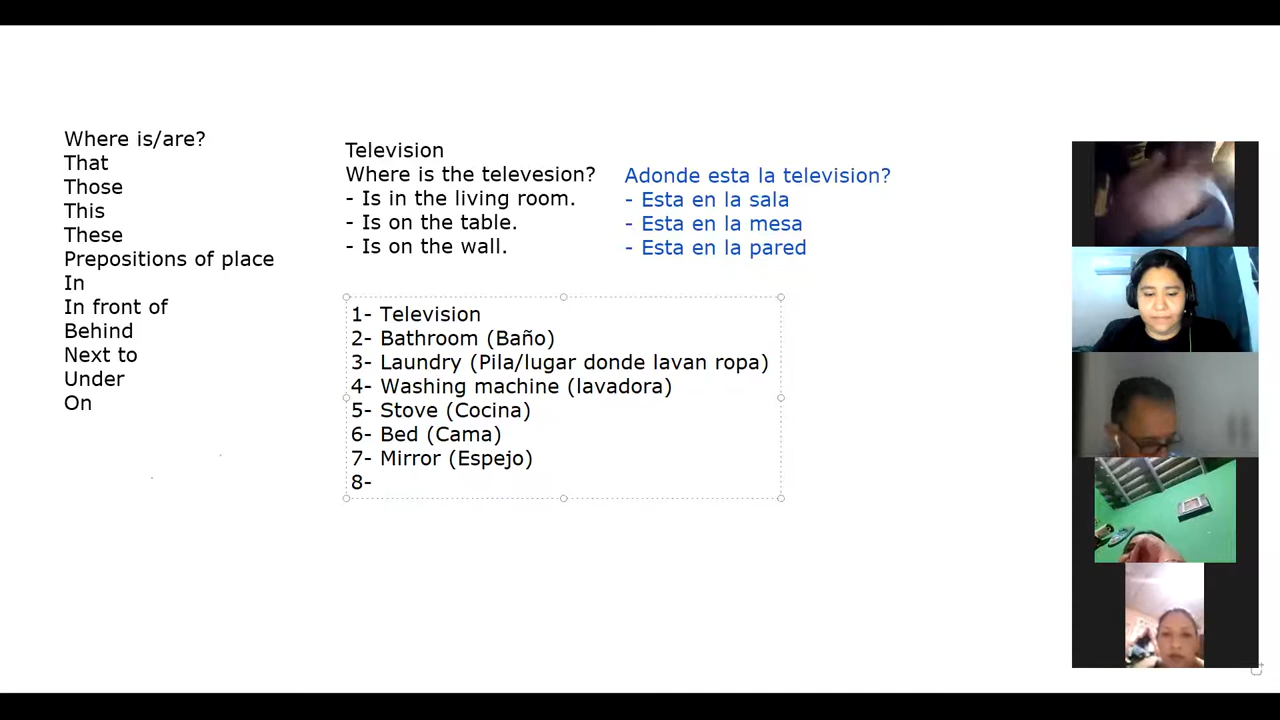 Where is/are?
That
Those
This
These
Prepositions of place
In
In front of
Behind
Next to
Under
On
Television
Where is the televesion?
- Is in the living room.
- Is on the table.
- Is on the wall.
Adonde esta la television?
- Esta en la sala
- Esta en la mesa
- Esta en la pared
1- Television
2- Bathroom (Baño)
3- Laundry (Pila/lugar donde lavan ropa)
4- Washing machine (lavadora)
5- Stove (Cocina)
6- Bed (Cama)
7- Mirror (Espejo)
8-